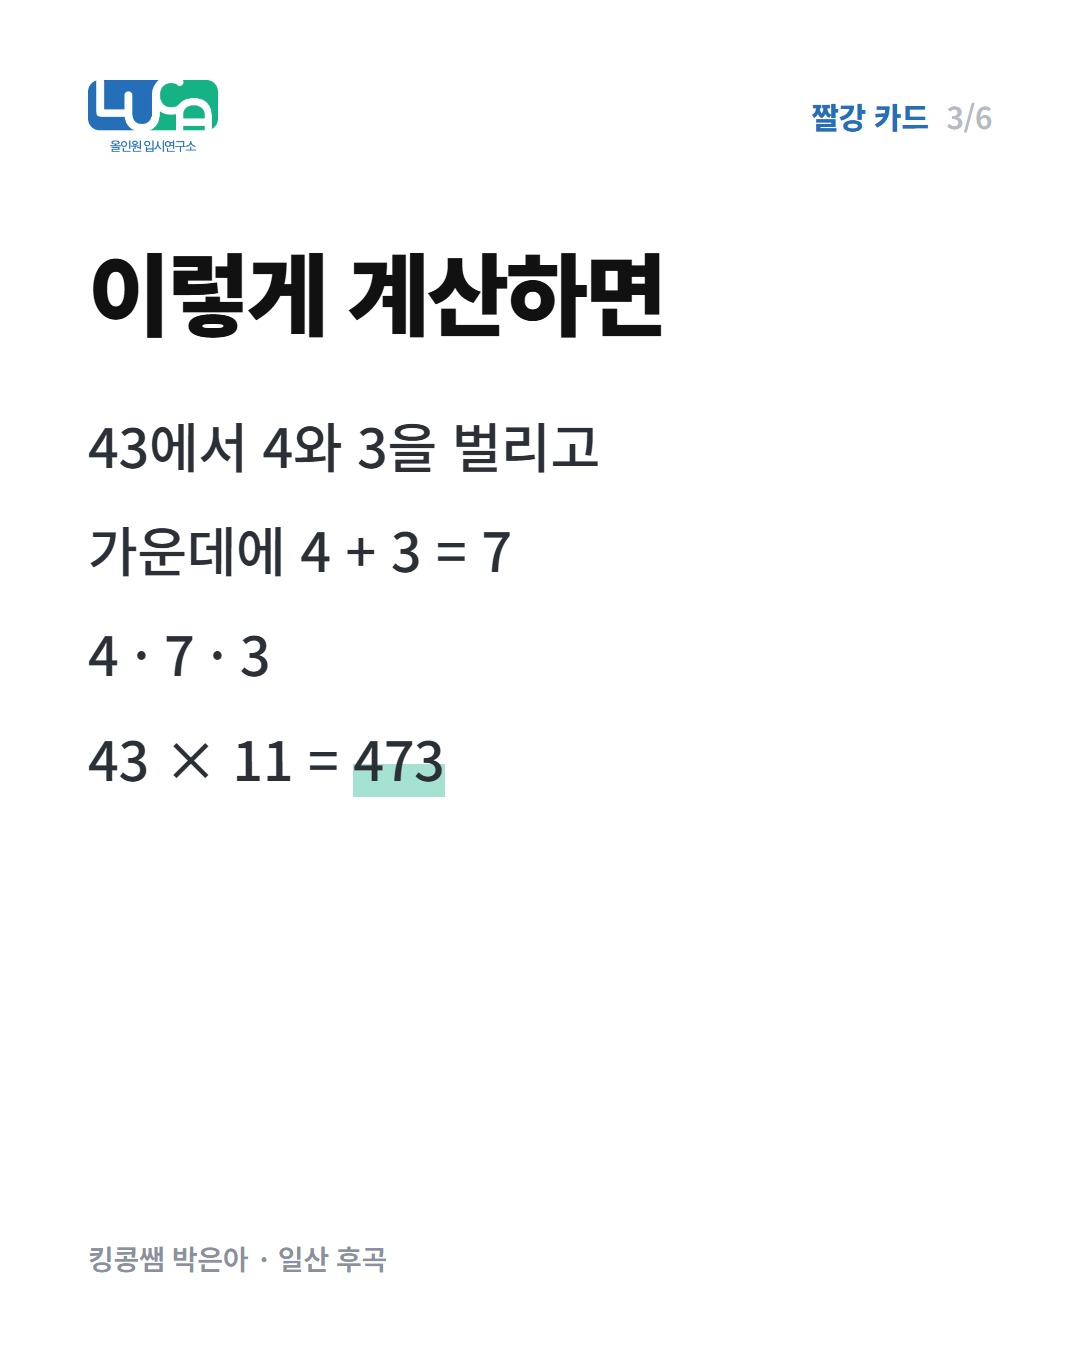 Luca
올인원 입시연구소
짤강 카드 3/6
이렇게 계산하면
43에서 4와 3을 벌리고
가운데에 4 + 3 = 7
4 · 7 · 3
43 × 11 = 473
킹콩쌤 박은아 · 일산 후곡